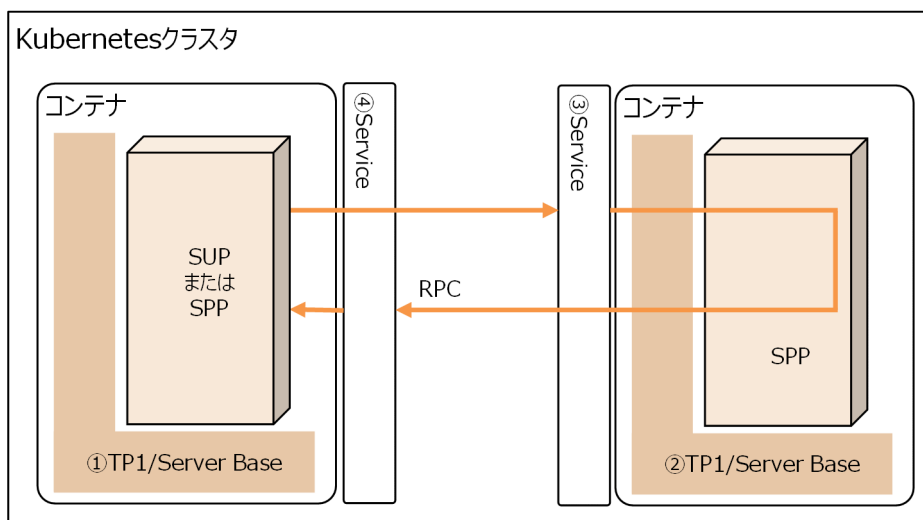 Kubernetesクラスタ
コンテナ
④Service
③Service
コンテナ
SUP
または
SPP
RPC
SPP
①TP1/Server Base
②TP1/Server Base